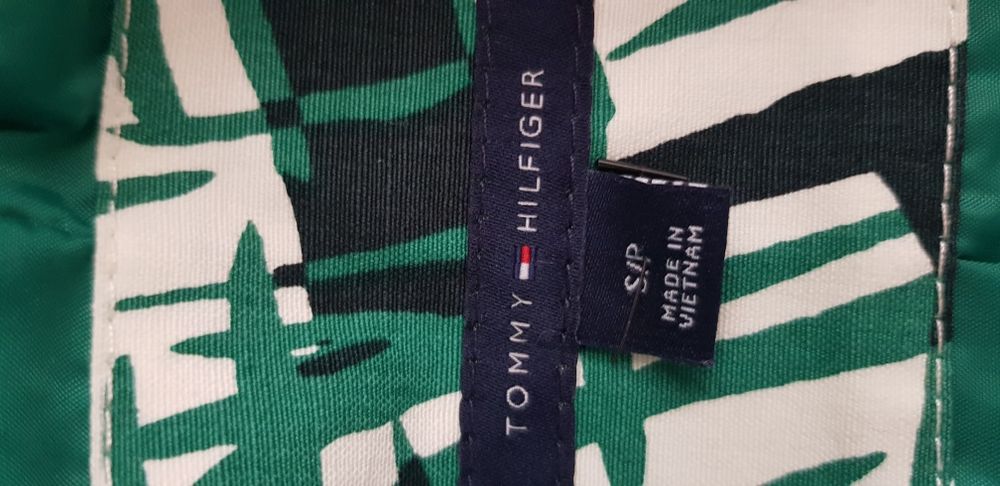 TOMMY HILFIGER
S/P
MADE IN
VIETNAM